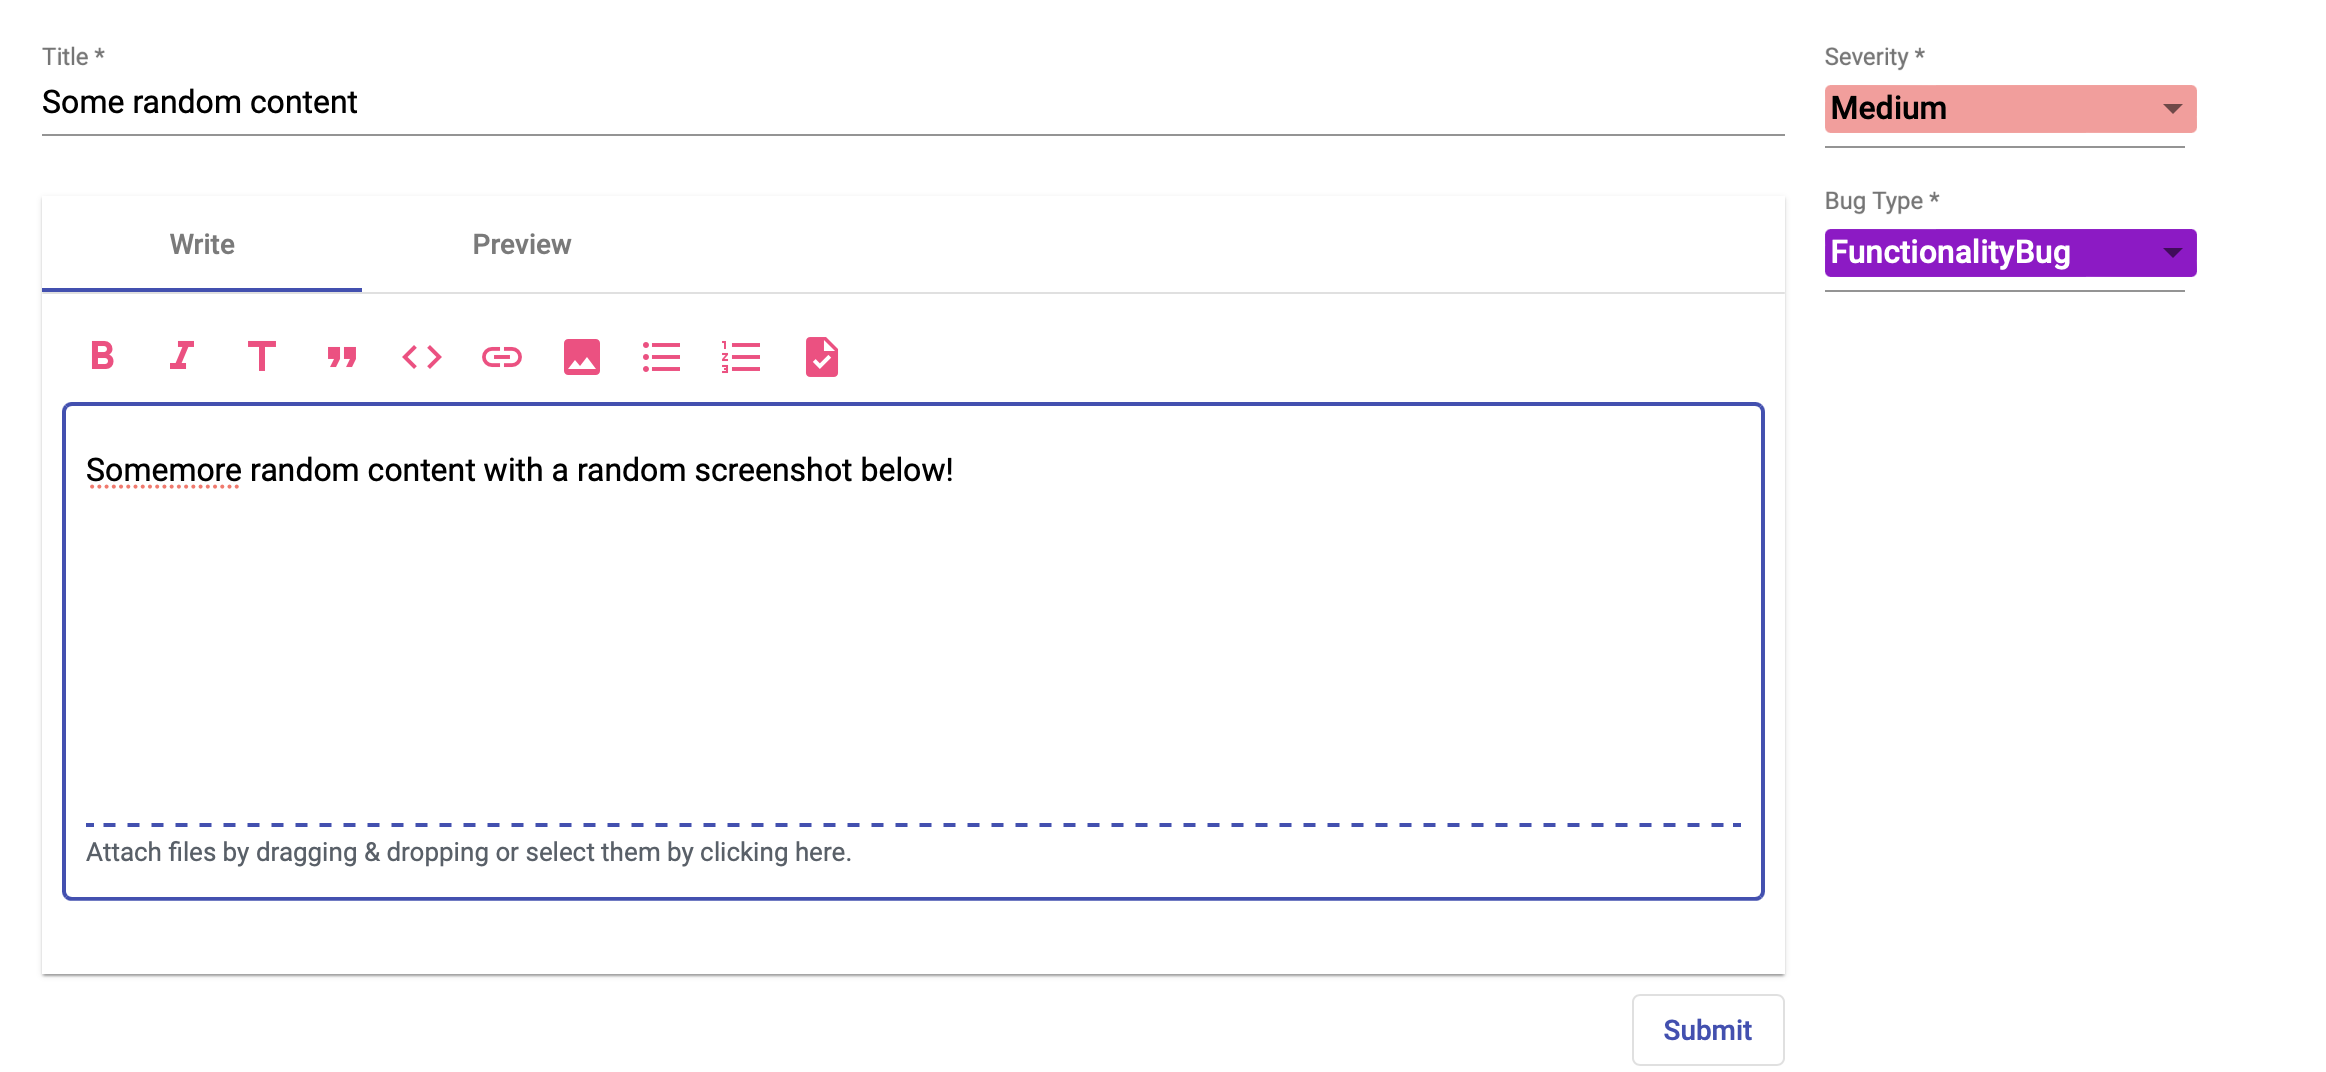 Title *
Some random content
Severity *
Medium
Bug Type *
FunctionalityBug
Write Preview
Somemore random content with a random screenshot below!
Attach files by dragging & dropping or select them by clicking here.
Submit